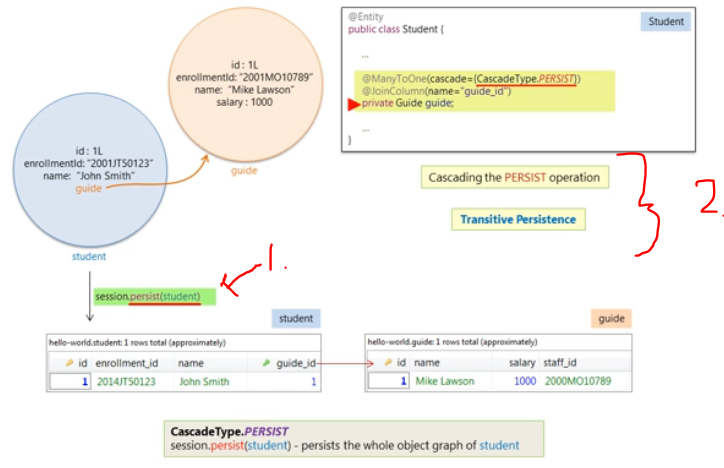 id : 1L
enrollmentId: "2001MO10789"
name: "Mike Lawson"
salary : 1000
guide
id : 1L
enrollmentId: "2001JT50123"
name: "John Smith"
guide
student
@Entity
public class Student {
Student
...
@ManyToOne(cascade={CascadeType.PERSIST})
@JoinColumn(name="guide_id")
private Guide guide;
...
}
Cascading the PERSIST operation
Transitive Persistence
2.
1.
session.persist(student)
student
hello-world.student: 1 rows total (approximately)
id enrollment_id name guide_id
1 2014JT50123 John Smith 1
guide
hello-world.guide: 1 rows total (approximately)
id name salary staff_id
1 Mike Lawson 1000 2000MO10789
CascadeType.PERSIST
session.persist(student) - persists the whole object graph of student